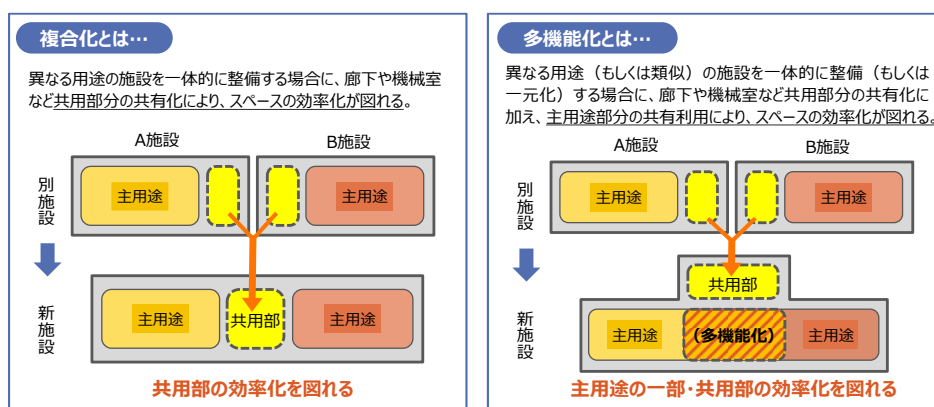 複合化とは…
異なる用途の施設を一体的に整備する場合に、廊下や機械室
など共用部分の共有化により、スペースの効率化が図れる。
A施設
B施設
別施設
主用途
主用途
新施設
主用途
共用部
主用途
共用部の効率化を図れる
多機能化とは…
異なる用途（もしくは類似）の施設を一体的に整備（もしくは
一元化）する場合に、廊下や機械室など共用部分の共有化に
加え、主用途部分の共有利用により、スペースの効率化が図れる。
A施設
B施設
別施設
主用途
主用途
共用部
新施設
主用途
(多機能化)
主用途
主用途の一部・共用部の効率化を図れる